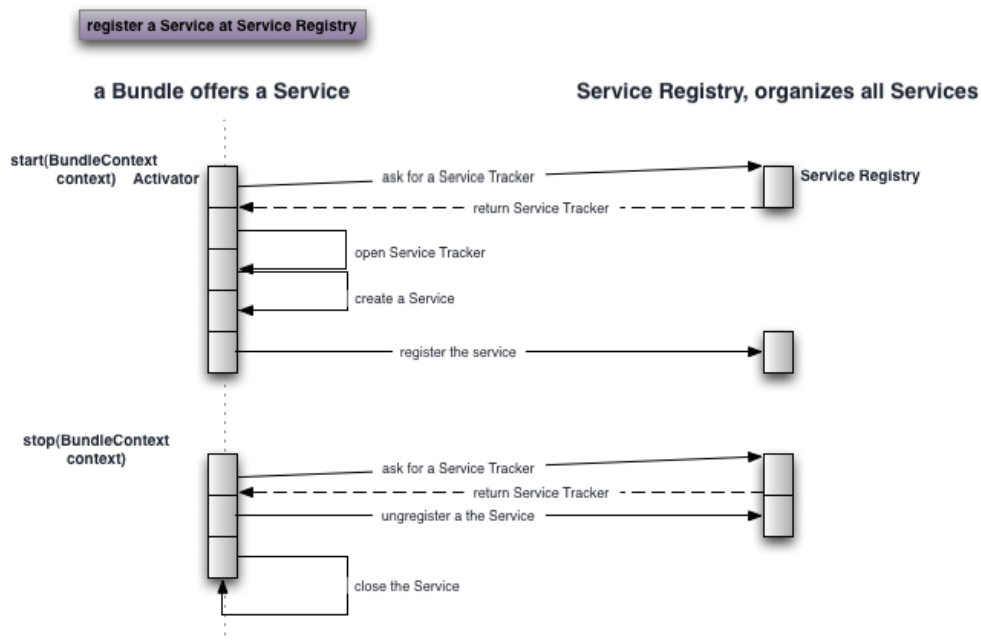 register a Service at Service Registry
a Bundle offers a Service
Service Registry, organizes all Services
start(BundleContext
context) Activator
ask for a Service Tracker
Service Registry
return Service Tracker
open Service Tracker
create a Service
register the service
stop(BundleContext
context)
ask for a Service Tracker
return Service Tracker
ungregister a the Service
close the Service